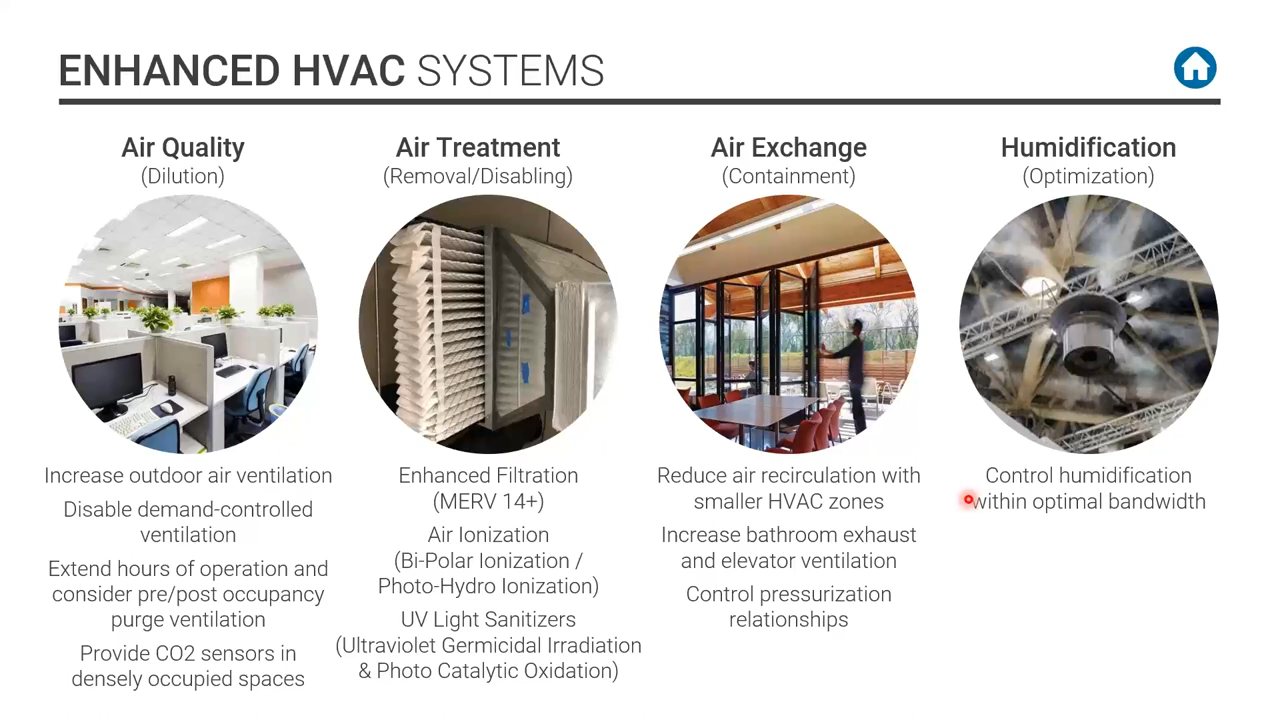 ENHANCED HVAC SYSTEMS
Air Quality
(Dilution)
Increase outdoor air ventilation
Disable demand-controlled
ventilation
Extend hours of operation and
consider pre/post occupancy
purge ventilation
Provide CO2 sensors in
densely occupied spaces
Air Treatment
(Removal/Disabling)
Enhanced Filtration
(MERV 14+)
Air Ionization
(Bi-Polar Ionization /
Photo-Hydro Ionization)
UV Light Sanitizers
(Ultraviolet Germicidal Irradiation
& Photo Catalytic Oxidation)
Air Exchange
(Containment)
Reduce air recirculation with
smaller HVAC zones
Increase bathroom exhaust
and elevator ventilation
Control pressurization
relationships
Humidification
(Optimization)
Control humidification
within optimal bandwidth